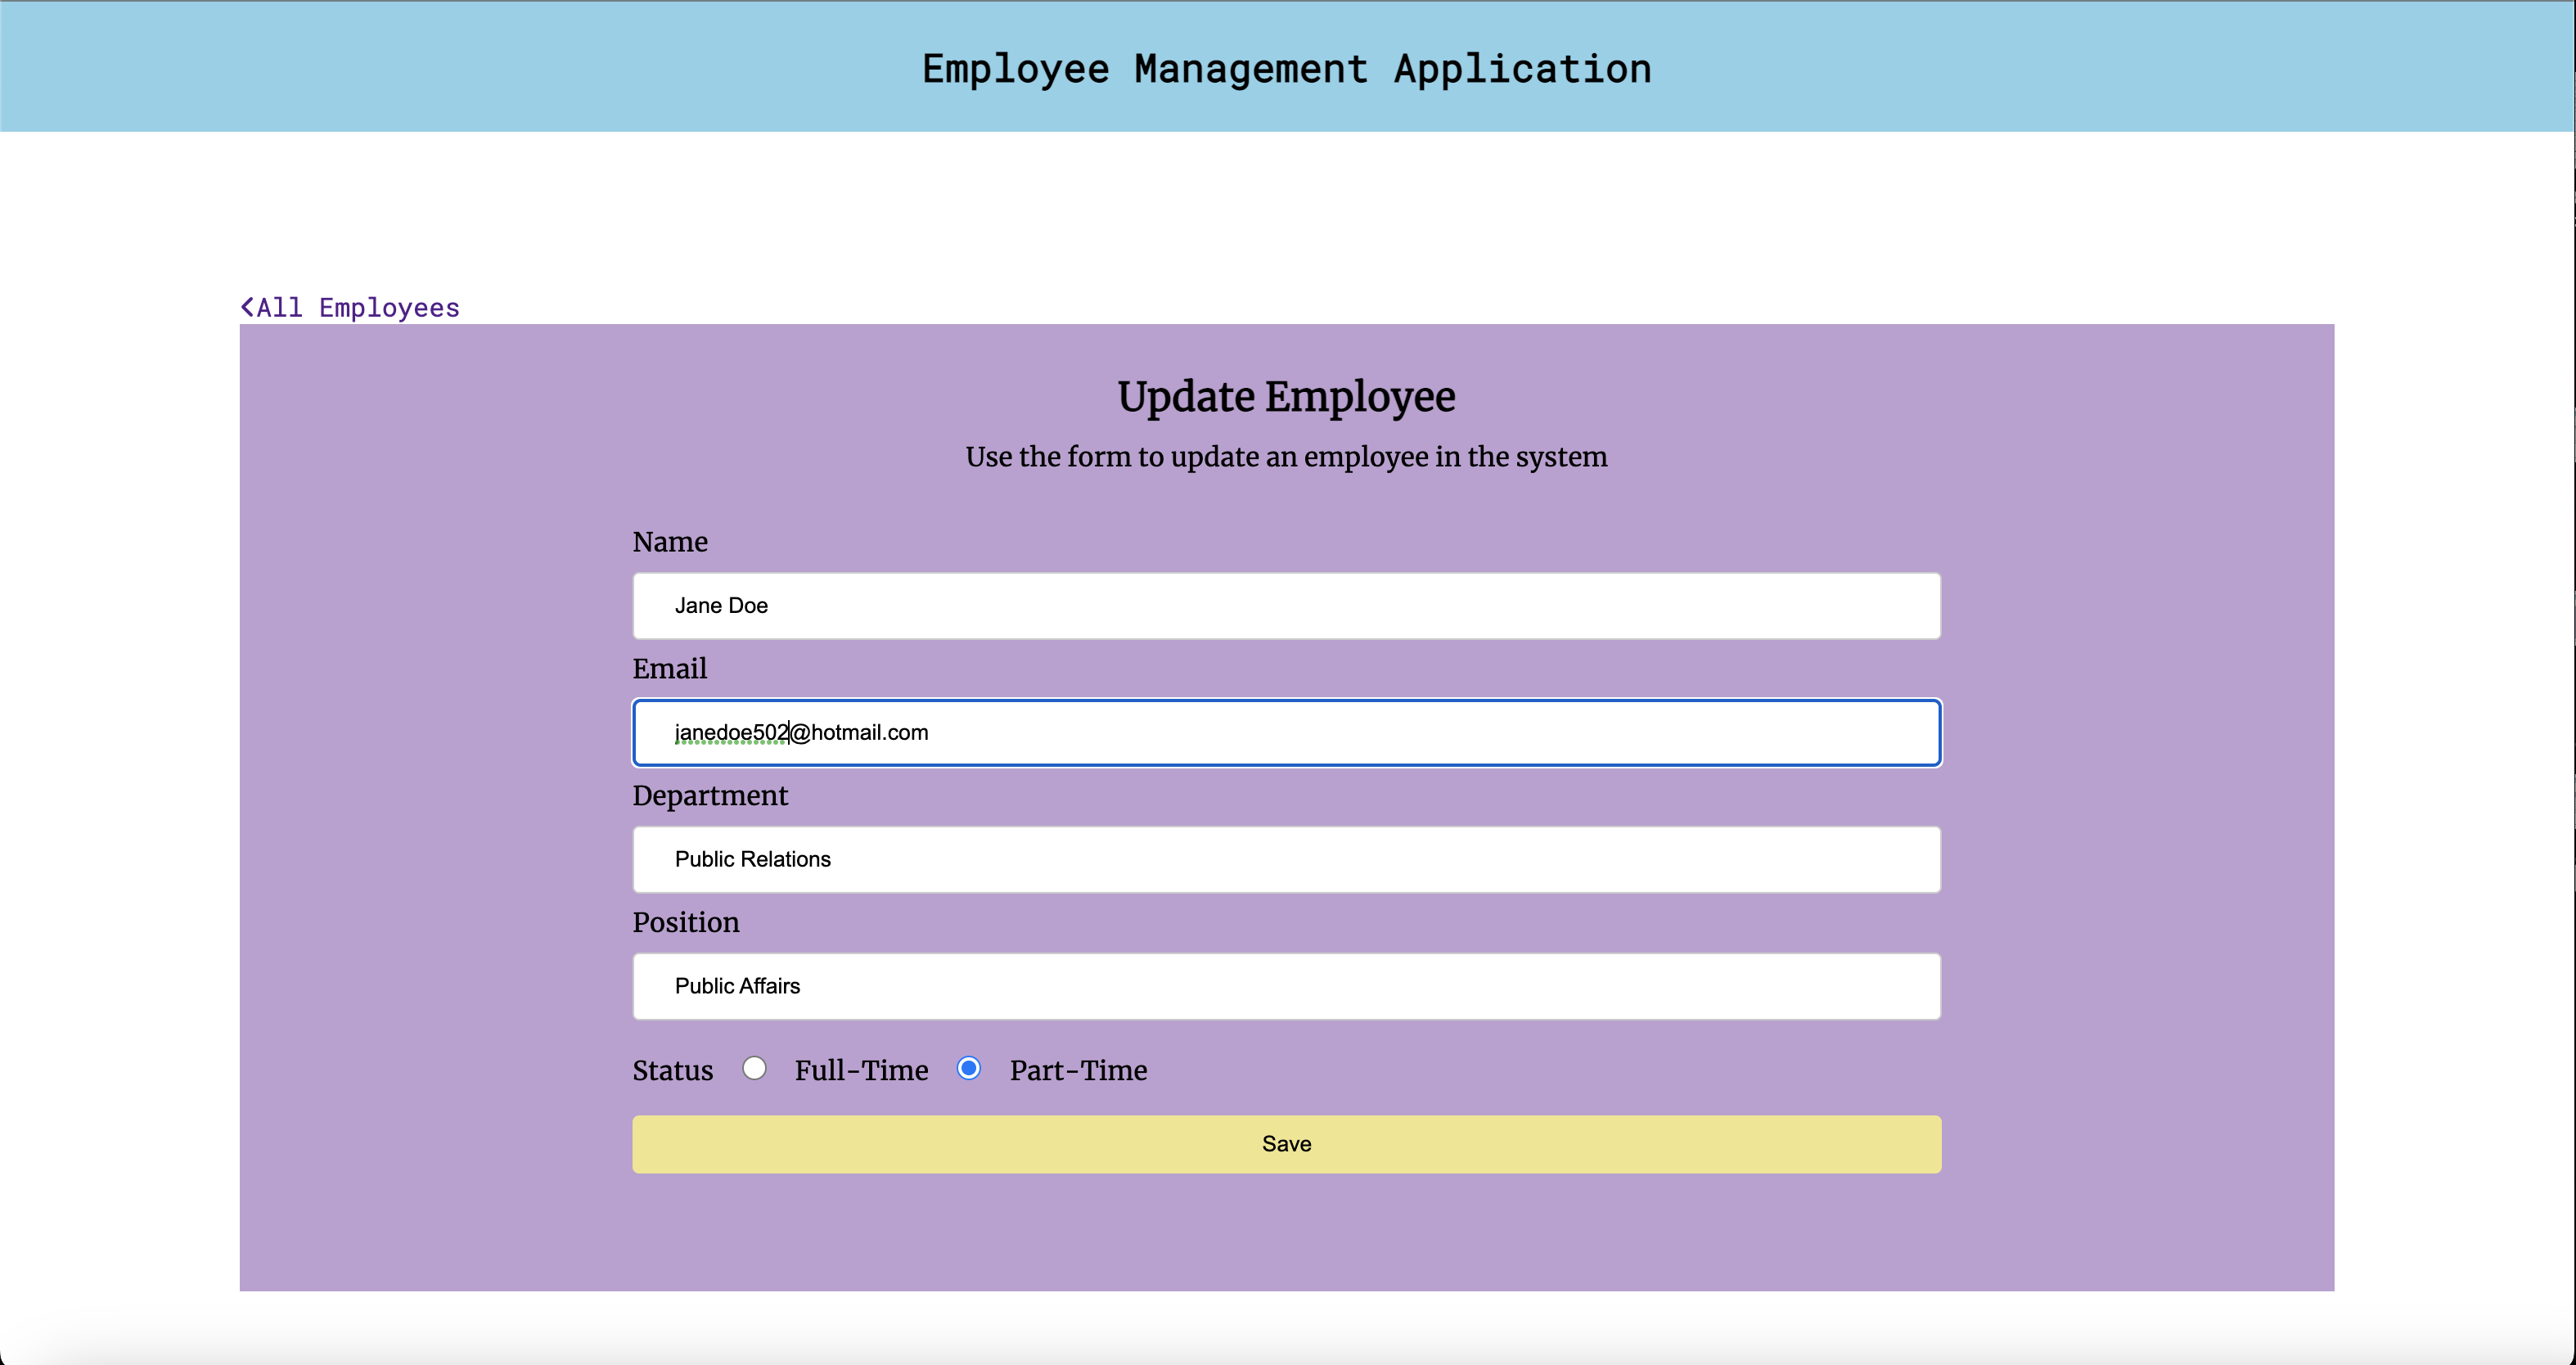 Employee Management Application
All Employees
Update Employee
Use the form to update an employee in the system
Name
Jane Doe
Email
janedoe502@hotmail.com
Department
Public Relations
Position
Public Affairs
Status Full-Time Part-Time
Save